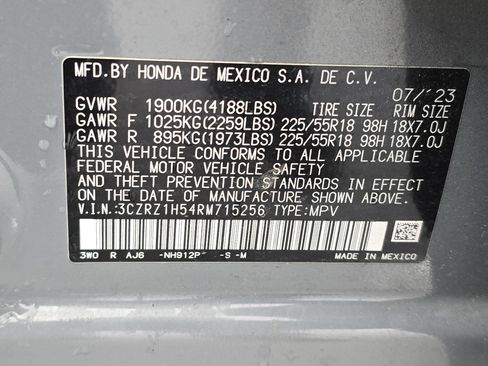 MFD.BY HONDA DE MEXICO S.A. DE C.V.
07/'23
GVWR 1900KG(4188LBS) TIRE SIZE RIM SIZE
GAWR F 1025KG(2259LBS) 225/55R18 98H 18X7.0J
GAWR R 895KG(1973LBS) 225/55R18 98H 18X7.0J
THIS VEHICLE CONFORMS TO ALL APPLICABLE
FEDERAL MOTOR VEHICLE SAFETY
AND THEFT PREVENTION STANDARDS IN EFFECT
ON THE DATE OF MANUFACTURE SHOWN ABOVE.
V.I.N.:3CZRZ1H54RM715256 TYPE:MPV
3WO R AJ6 -NH912P -S -M MADE IN MEXICO